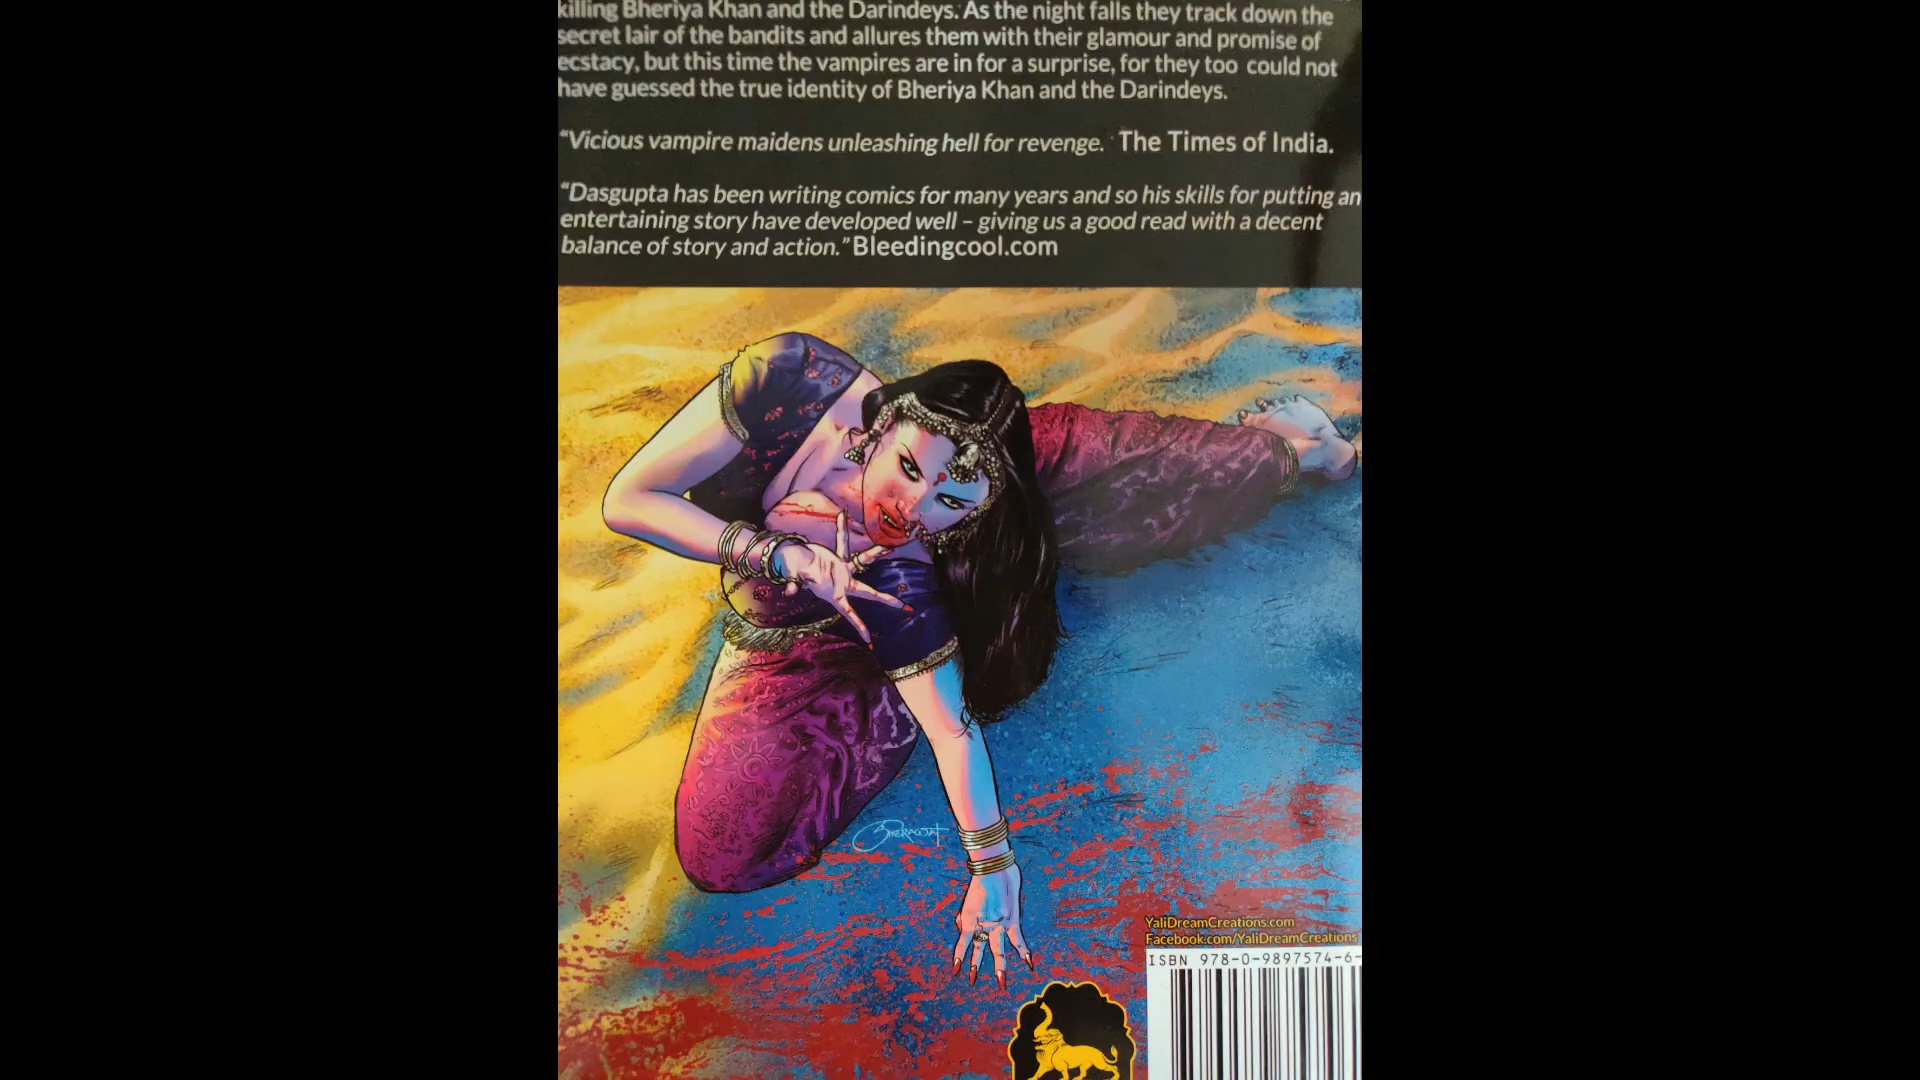 killing Bheriya Khan and the Darindeys. As the night falls they track down the
secret lair of the bandits and allures them with their glamour and promise of
ecstacy, but this time the vampires are in for a surprise, for they too could not
have guessed the true identity of Bheriya Khan and the Darindeys.
“Vicious vampire maidens unleashing hell for revenge. The Times of India.
“Dasgupta has been writing comics for many years and so his skills for putting an
entertaining story have developed well – giving us a good read with a decent
balance of story and action.” Bleedingcool.com
YaliDreamCreations.com
Facebook.com/YaliDreamCreations
ISBN 978-0-9897574-6-